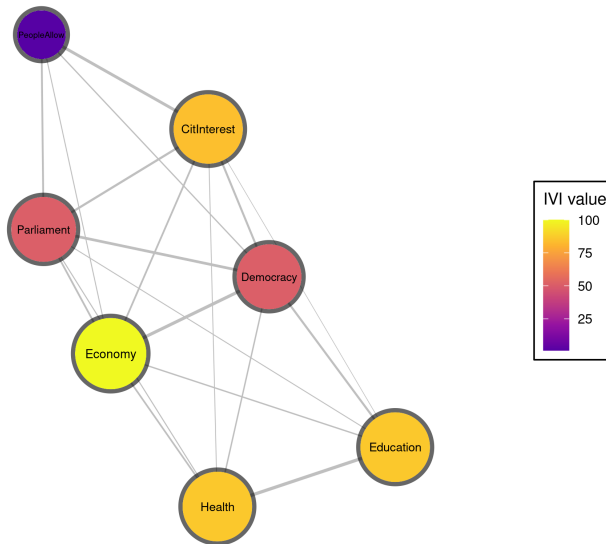 PeopleAllow
CitInterest
Parliament
Democracy
Economy
Education
Health
IVI value
100
75
50
25